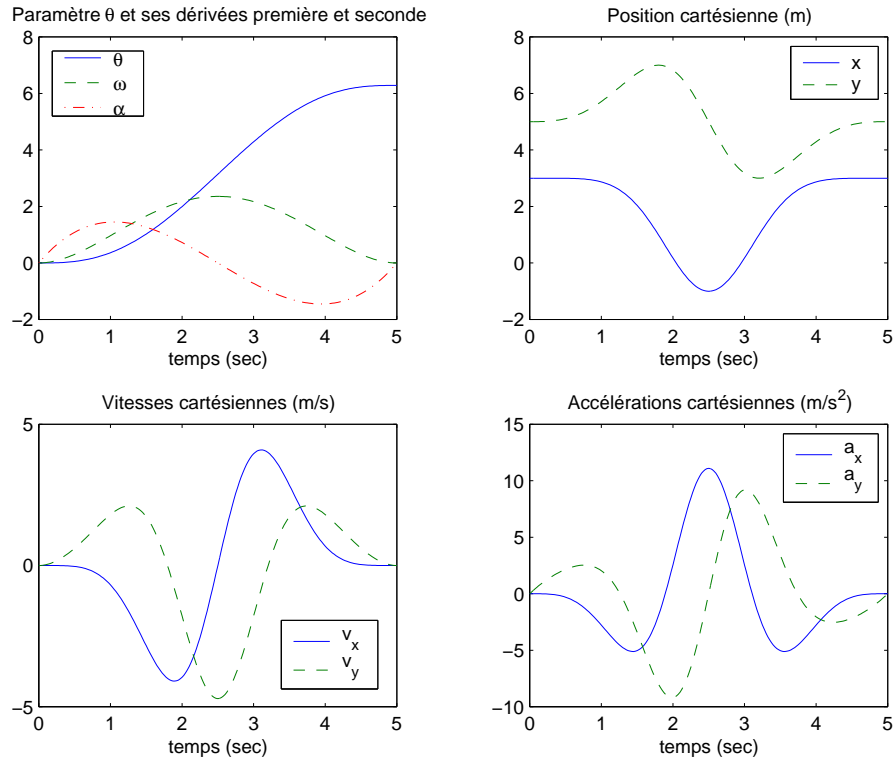 Paramètre θ et ses dérivées première et seconde
8
6
4
2
0
−2
0 1 2 3 4 5
temps (sec)
θ
ω
α
Position cartésienne (m)
8
6
4
2
0
−2
0 1 2 3 4 5
temps (sec)
x
y
Vitesses cartésiennes (m/s)
5
0
−5
0 1 2 3 4 5
temps (sec)
v_x
v_y
Accélérations cartésiennes (m/s²)
15
10
5
0
−5
−10
0 1 2 3 4 5
temps (sec)
a_x
a_y